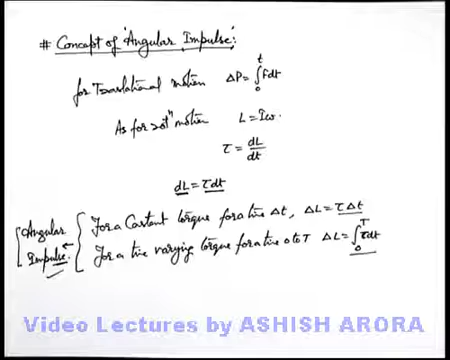 # Concept of 'Angular Impulse':
for Translational motion ΔP = ∫₀ᵗ Fdt
As for rotⁿ motion L = Iω.
τ = dL/dt
dL = τdt
Angular Impulse ← { For a Constant torque for a time Δt, ΔL = τΔt
For a time varying torque for a time 0 to T ΔL = ∫₀ᵀ τdt
Video Lectures by ASHISH ARORA